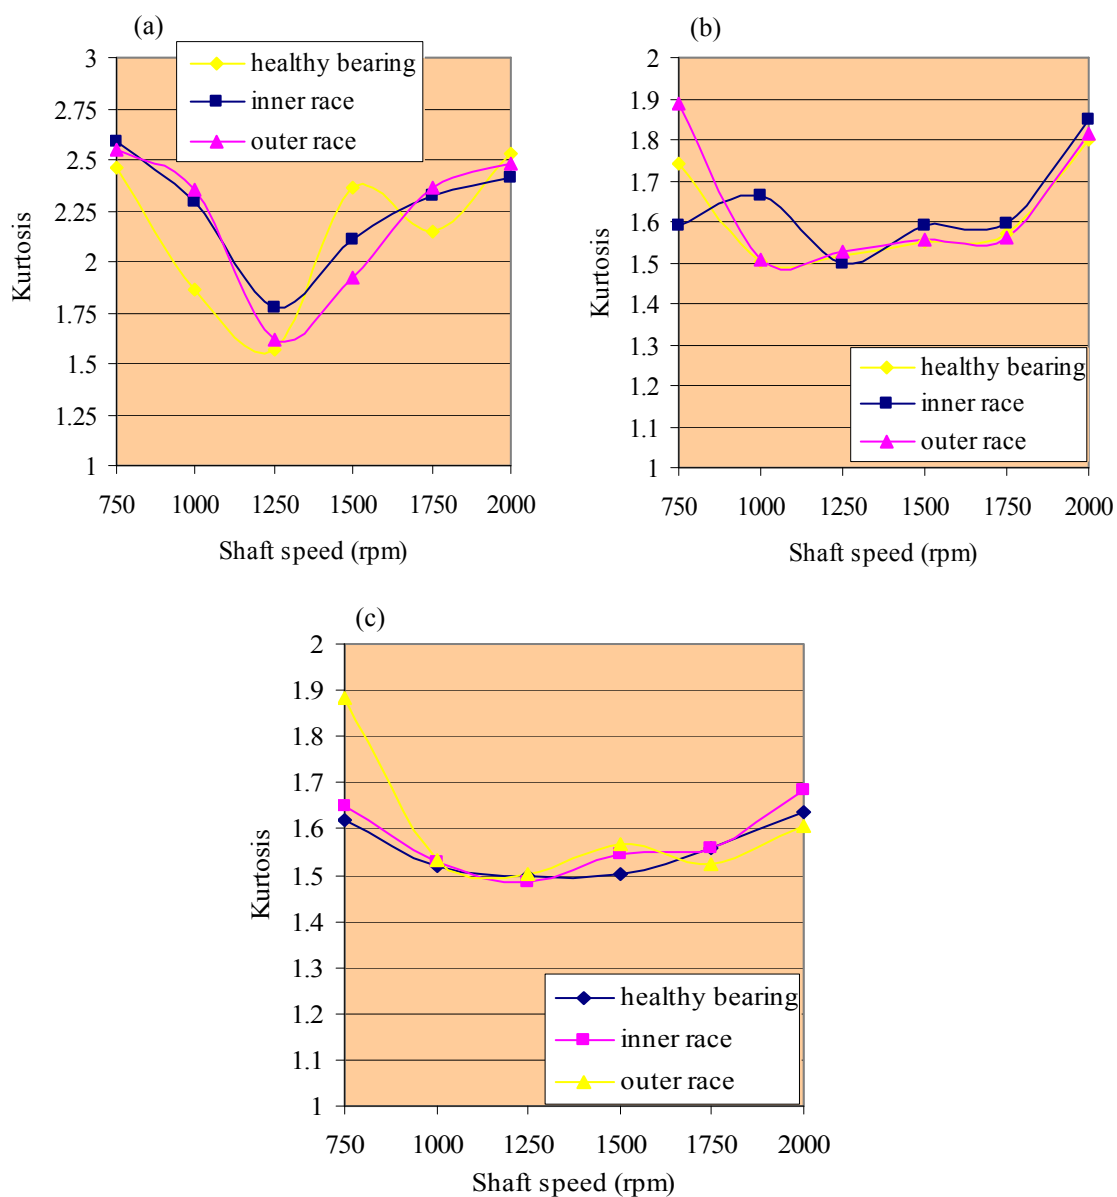 (a)
3
2.75
2.5
2.25
2
1.75
1.5
1.25
1
Kurtosis
healthy bearing
inner race
outer race
750 1000 1250 1500 1750 2000
Shaft speed (rpm)
(b)
2
1.9
1.8
1.7
1.6
1.5
1.4
1.3
1.2
1.1
1
Kurtosis
healthy bearing
inner race
outer race
750 1000 1250 1500 1750 2000
Shaft speed (rpm)
(c)
2
1.9
1.8
1.7
1.6
1.5
1.4
1.3
1.2
1.1
1
Kurtosis
healthy bearing
inner race
outer race
750 1000 1250 1500 1750 2000
Shaft speed (rpm)